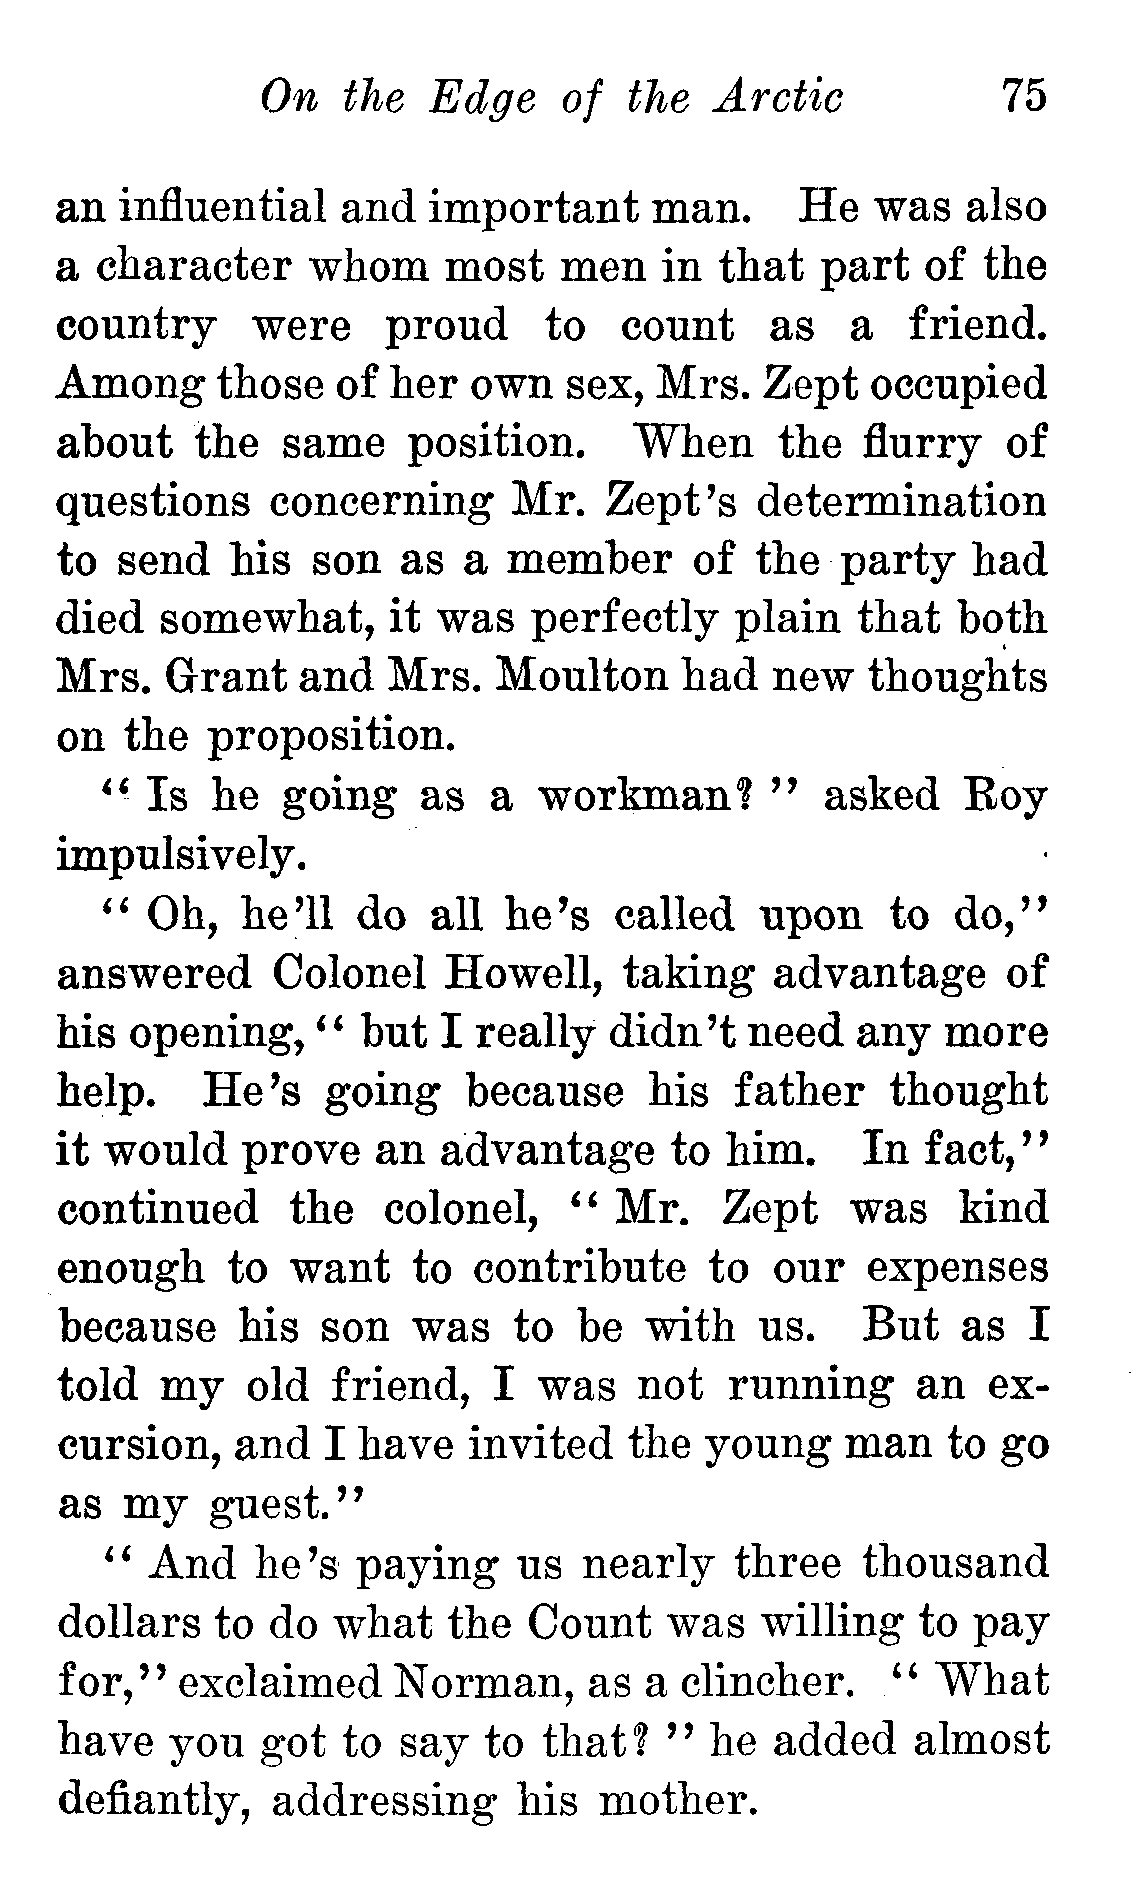 On the Edge of the Arctic 75
an influential and important man. He was also
a character whom most men in that part of the
country were proud to count as a friend.
Among those of her own sex, Mrs. Zept occupied
about the same position. When the flurry of
questions concerning Mr. Zept's determination
to send his son as a member of the party had
died somewhat, it was perfectly plain that both
Mrs. Grant and Mrs. Moulton had new thoughts
on the proposition.
“ Is he going as a workman? ” asked Roy
impulsively.
“ Oh, he'll do all he's called upon to do,”
answered Colonel Howell, taking advantage of
his opening, “ but I really didn't need any more
help. He's going because his father thought
it would prove an advantage to him. In fact,”
continued the colonel, “ Mr. Zept was kind
enough to want to contribute to our expenses
because his son was to be with us. But as I
told my old friend, I was not running an ex-
cursion, and I have invited the young man to go
as my guest.”
“ And he's paying us nearly three thousand
dollars to do what the Count was willing to pay
for,” exclaimed Norman, as a clincher. “ What
have you got to say to that? ” he added almost
defiantly, addressing his mother.